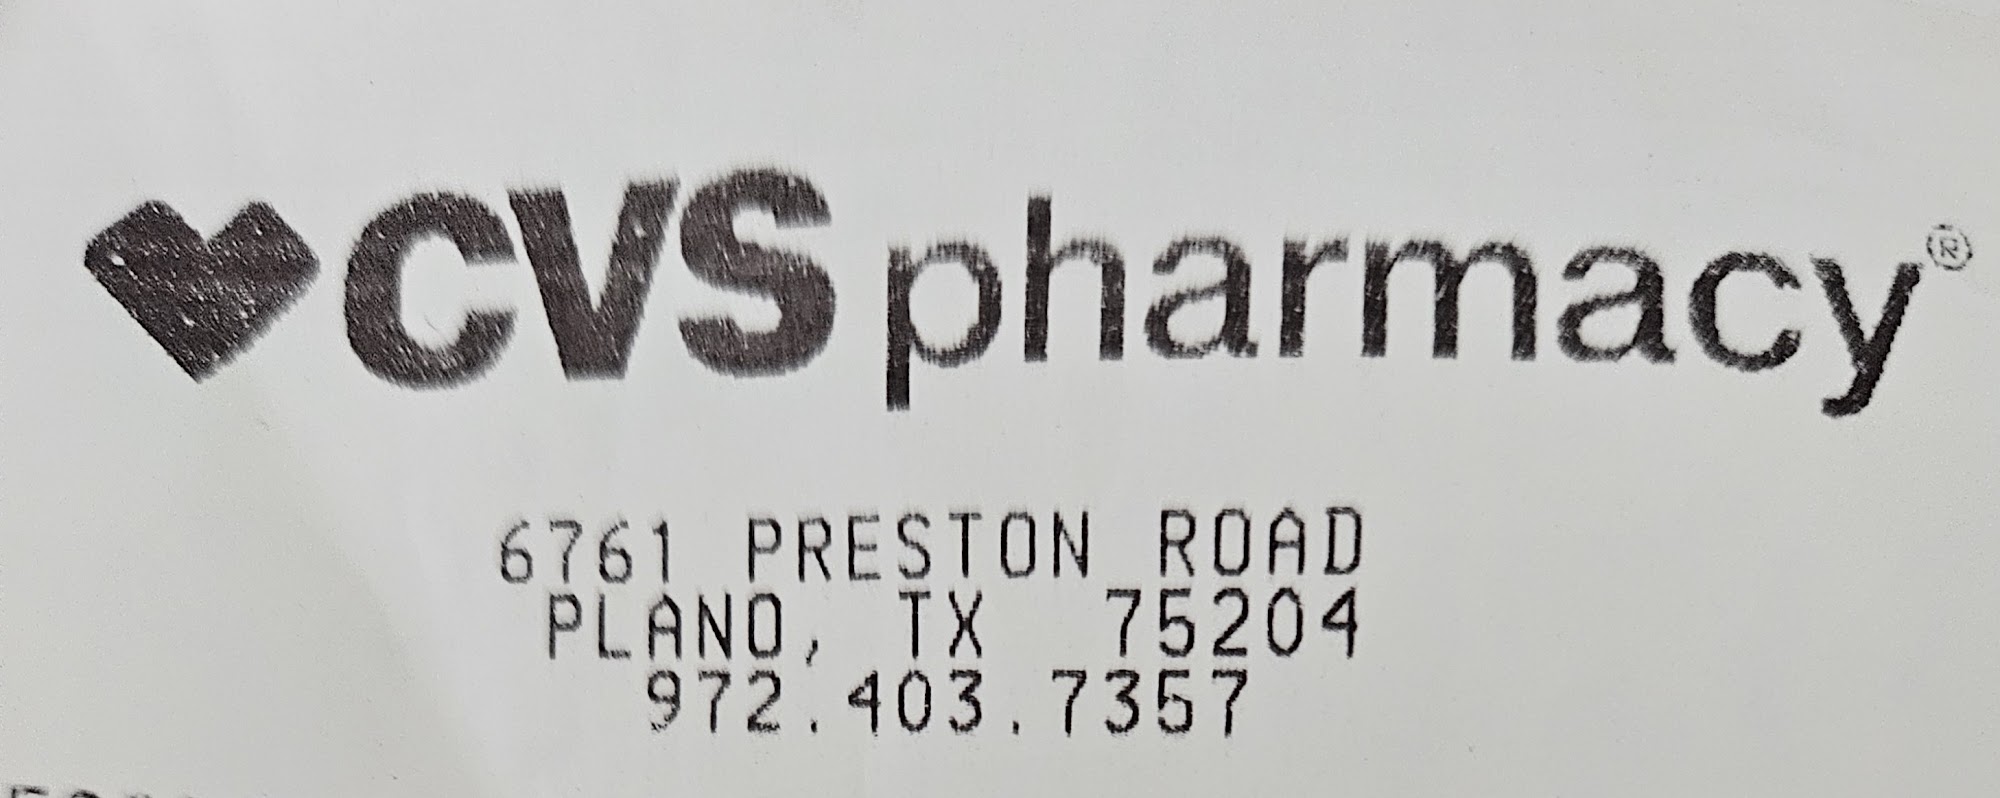 CVS pharmacy®
6761 PRESTON ROAD
PLANO, TX 75204
972.403.7357